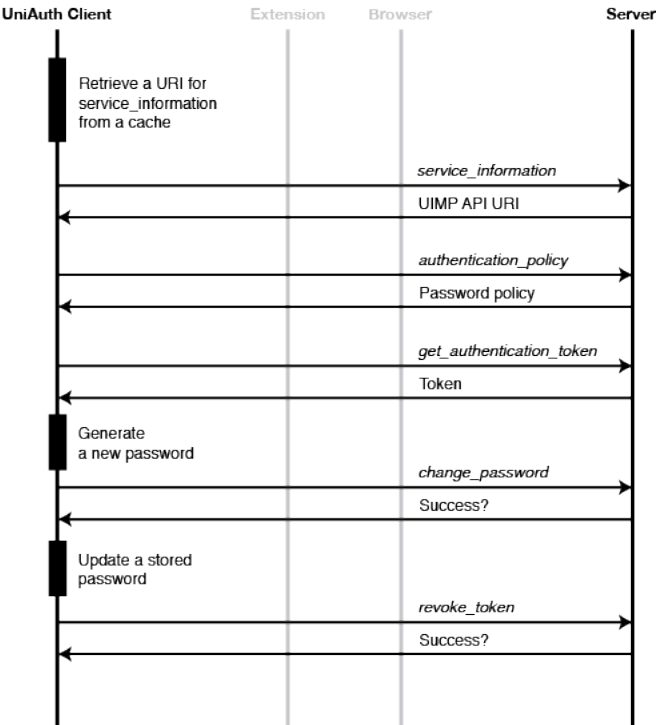 UniAuth Client Extension Browser Server
Retrieve a URI for
service_information
from a cache
service_information
UIMP API URI
authentication_policy
Password policy
get_authentication_token
Token
Generate
a new password
change_password
Success?
Update a stored
password
revoke_token
Success?